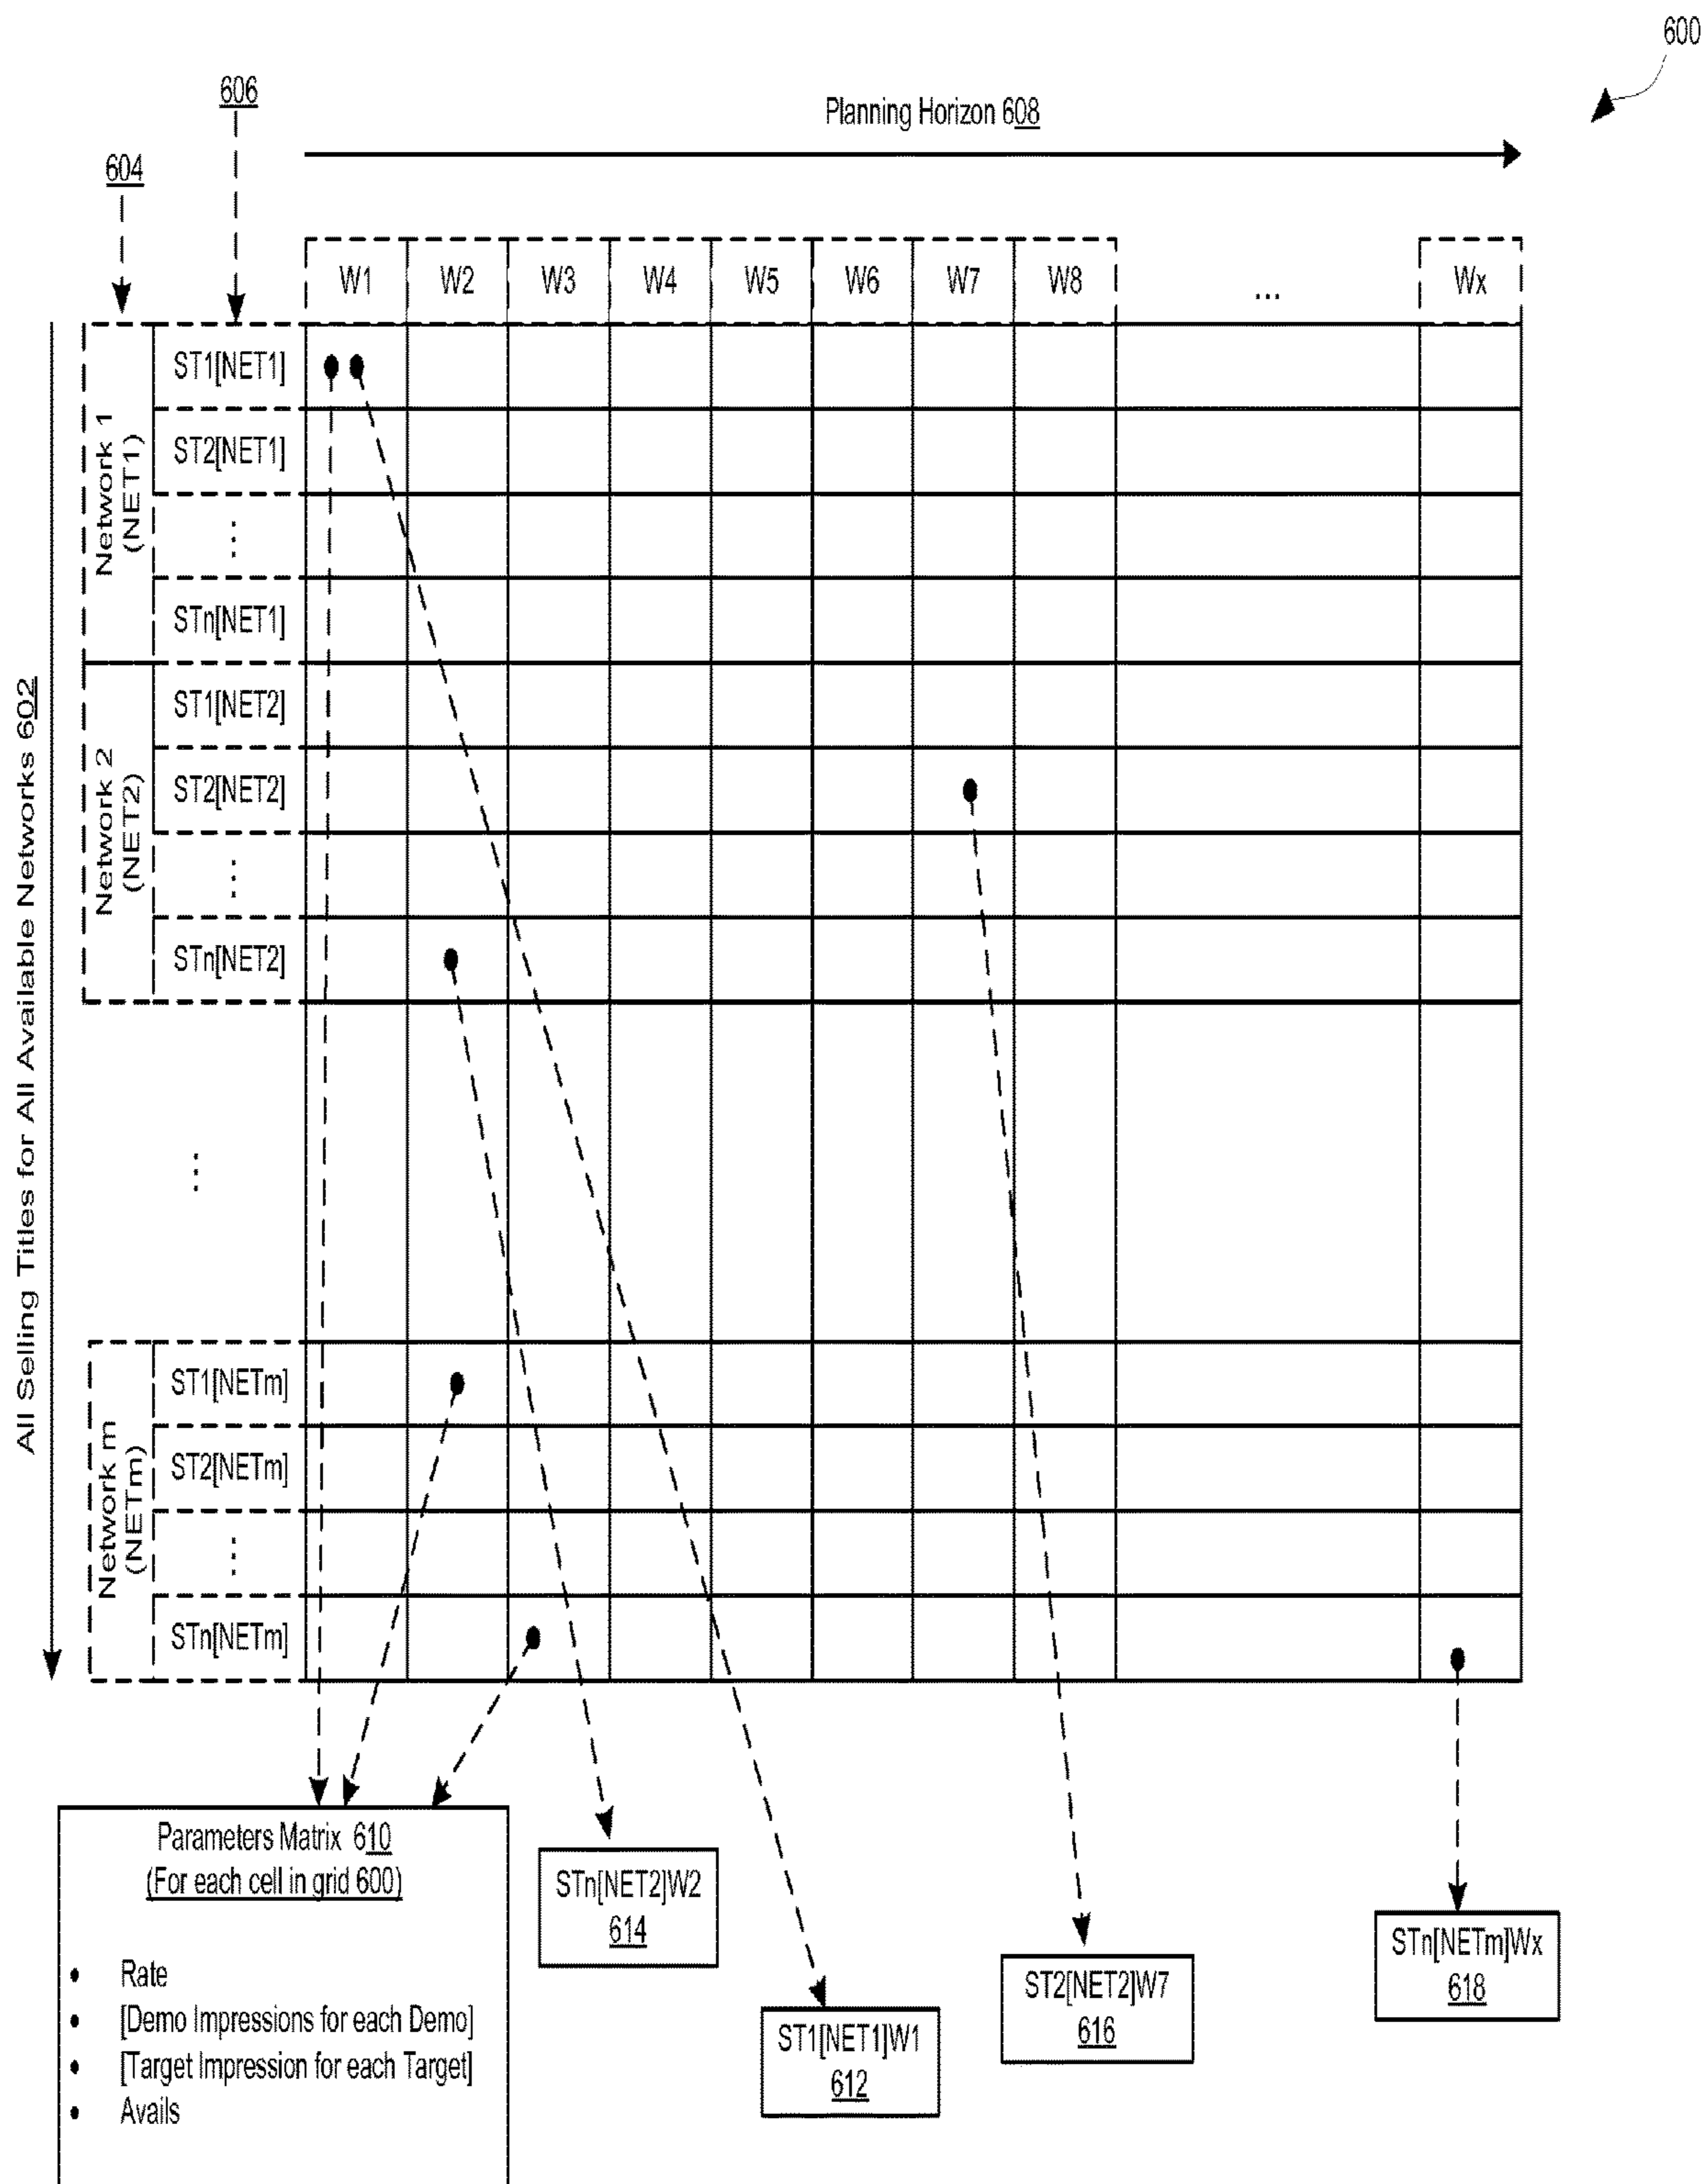 600
606
Planning Horizon 608
604
W1 W2 W3 W4 W5 W6 W7 W8 ... Wx
All Selling Titles for All Available Networks 602
Network 1
(NET1)
ST1[NET1]
ST2[NET1]
⋮
STn[NET1]
Network 2
(NET2)
ST1[NET2]
ST2[NET2]
⋮
STn[NET2]
⋮
Network m
(NETm)
ST1[NETm]
ST2[NETm]
⋮
STn[NETm]
Parameters Matrix 610
(For each cell in grid 600)
• Rate
• [Demo Impressions for each Demo]
• [Target Impression for each Target]
• Avails
STn[NET2]W2
614
ST1[NET1]W1
612
ST2[NET2]W7
616
STn[NETm]Wx
618